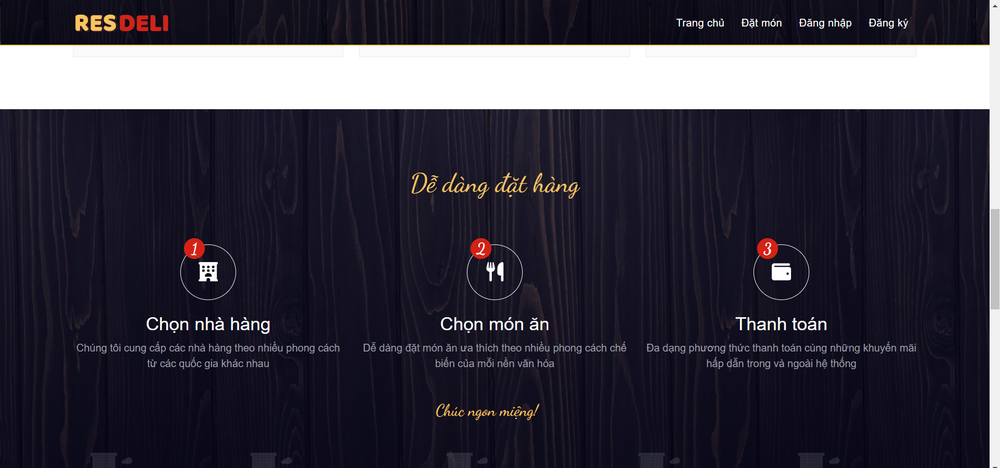 RESDELI
Trang chủ Đặt món Đăng nhập Đăng ký
Dễ dàng đặt hàng
1
2
3
Chọn nhà hàng
Chúng tôi cung cấp các nhà hàng theo nhiều phong cách
từ các quốc gia khác nhau
Chọn món ăn
Dễ dàng đặt món ăn ưa thích theo nhiều phong cách chế
biến của mỗi nền văn hóa
Thanh toán
Đa dạng phương thức thanh toán cùng những khuyến mãi
hấp dẫn trong và ngoài hệ thống
Chúc ngon miệng!